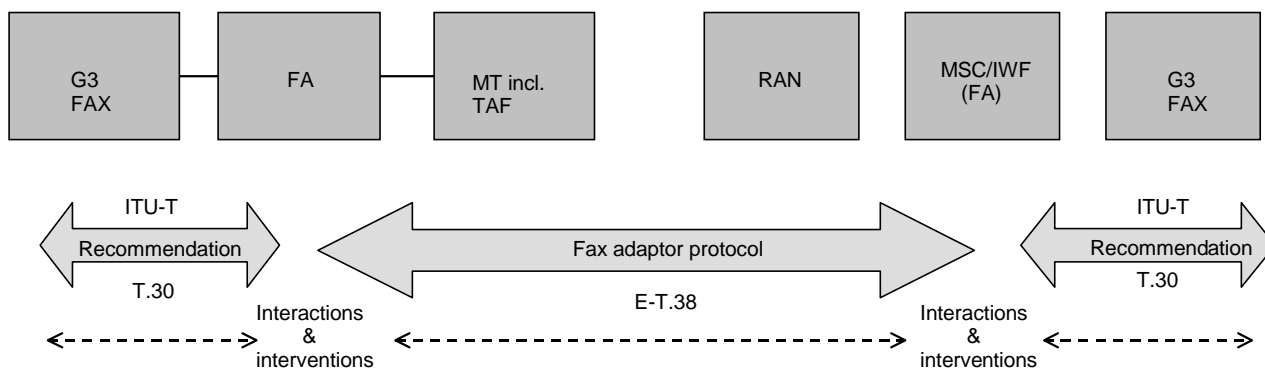 G3
FAX
FA
MT incl.
TAF
RAN
MSC/IWF
(FA)
G3
FAX
ITU-T
Recommendation
T.30
Fax adaptor protocol
E-T.38
ITU-T
Recommendation
T.30
Interactions
&
interventions
Interactions
&
interventions